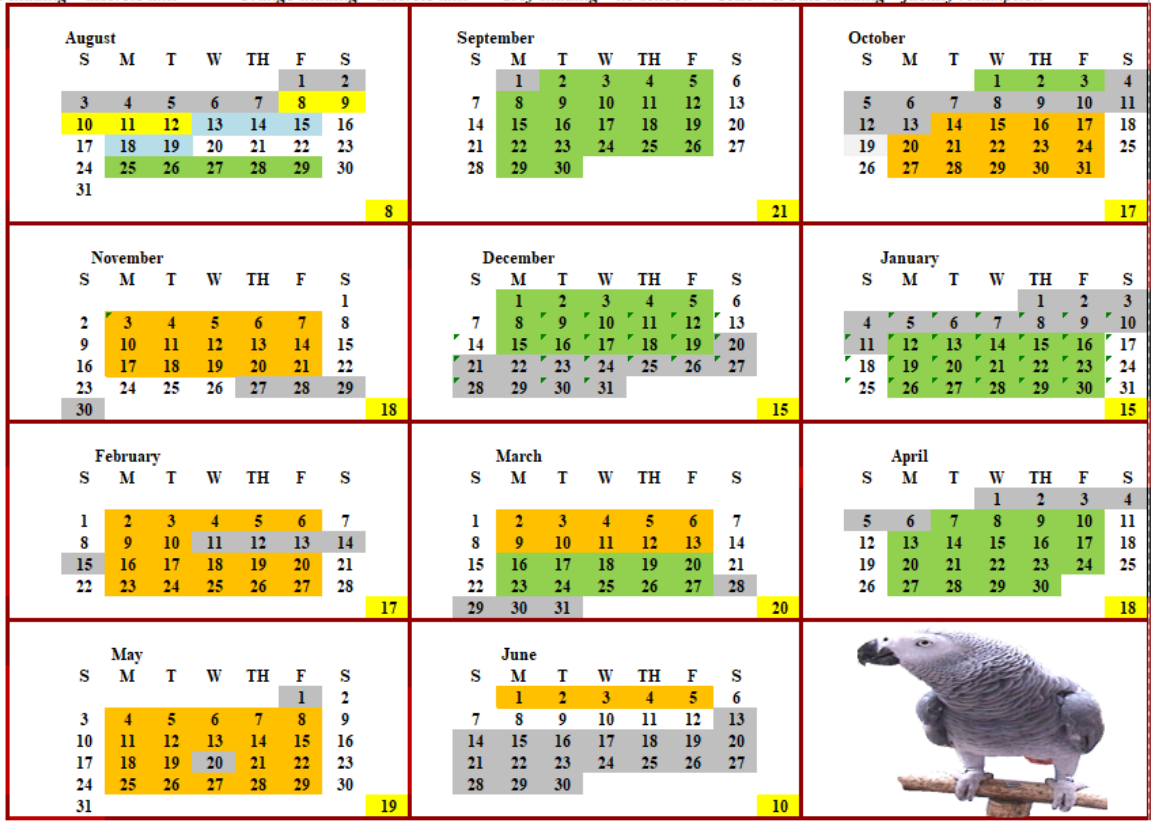 August
S M T W TH F S
1 2
3 4 5 6 7 8 9
10 11 12 13 14 15 16
17 18 19 20 21 22 23
24 25 26 27 28 29 30
31
8
September
S M T W TH F S
1 2 3 4 5 6
7 8 9 10 11 12 13
14 15 16 17 18 19 20
21 22 23 24 25 26 27
28 29 30
21
October
S M T W TH F S
1 2 3 4
5 6 7 8 9 10 11
12 13 14 15 16 17 18
19 20 21 22 23 24 25
26 27 28 29 30 31
17
November
S M T W TH F S
1
2 3 4 5 6 7 8
9 10 11 12 13 14 15
16 17 18 19 20 21 22
23 24 25 26 27 28 29
30
18
December
S M T W TH F S
1 2 3 4 5 6
7 8 9 10 11 12 13
14 15 16 17 18 19 20
21 22 23 24 25 26 27
28 29 30 31
15
January
S M T W TH F S
1 2 3
4 5 6 7 8 9 10
11 12 13 14 15 16 17
18 19 20 21 22 23 24
25 26 27 28 29 30 31
15
February
S M T W TH F S
1 2 3 4 5 6 7
8 9 10 11 12 13 14
15 16 17 18 19 20 21
22 23 24 25 26 27 28
17
March
S M T W TH F S
1 2 3 4 5 6 7
8 9 10 11 12 13 14
15 16 17 18 19 20 21
22 23 24 25 26 27 28
29 30 31
20
April
S M T W TH F S
1 2 3 4
5 6 7 8 9 10 11
12 13 14 15 16 17 18
19 20 21 22 23 24 25
26 27 28 29 30
18
May
S M T W TH F S
1 2
3 4 5 6 7 8 9
10 11 12 13 14 15 16
17 18 19 20 21 22 23
24 25 26 27 28 29 30
31
19
June
S M T W TH F S
1 2 3 4 5 6
7 8 9 10 11 12 13
14 15 16 17 18 19 20
21 22 23 24 25 26 27
28 29 30
10